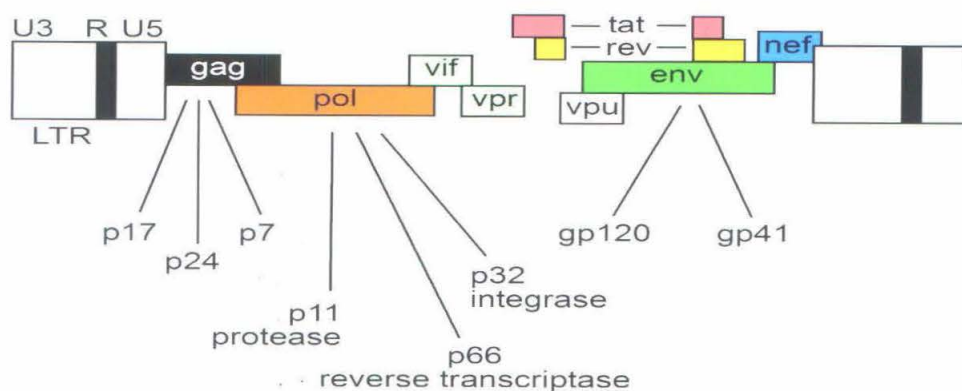 U3 R U5
tat
rev
nef
gag
vif
env
pol
vpr
vpu
LTR
p17
p24
p7
gp120
gp41
p32
integrase
p11
protease
p66
reverse transcriptase